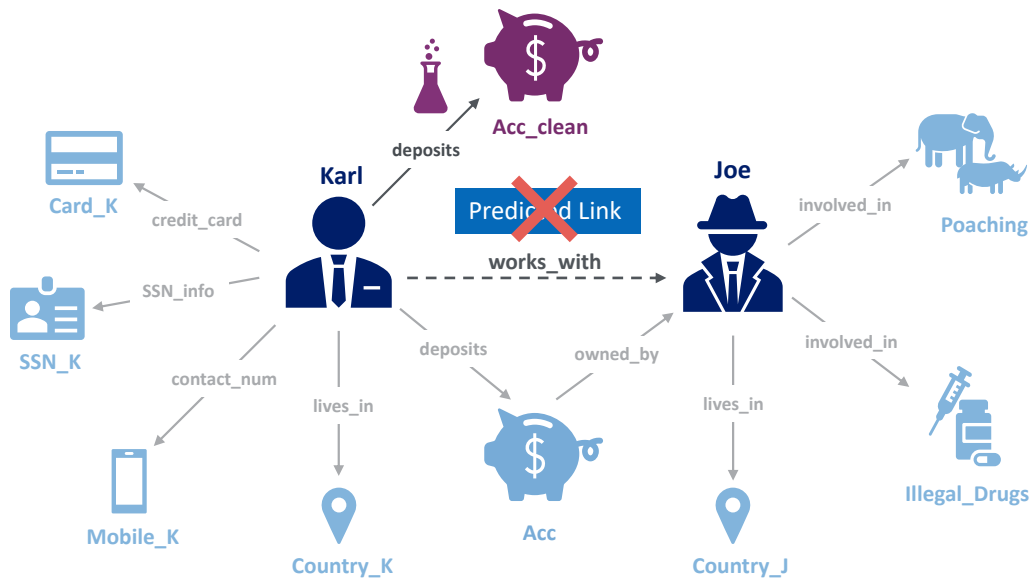 $
Acc_clean
deposits
Karl
Joe
Card_K
credit_card
Predicted Link
involved_in
Poaching
works_with
SSN_info
SSN_K
deposits
owned_by
involved_in
contact_num
lives_in
lives_in
$
Illegal_Drugs
Mobile_K
Acc
Country_K
Country_J